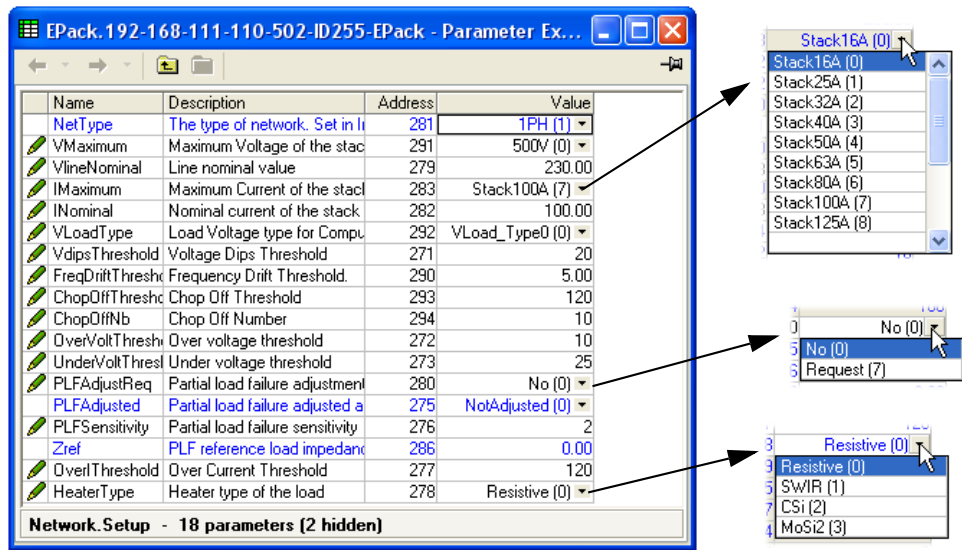 EPack.192-168-111-110-502-ID255-EPack - Parameter Ex...
Name Description Address Value
NetType The type of network. Set in I 281 1PH (1)
VMaximum Maximum Voltage of the stac 291 500V (0)
VlineNominal Line nominal value 279 230.00
IMaximum Maximum Current of the stacl 283 Stack100A (7)
INominal Nominal current of the stack 282 100.00
VLoadType Load Voltage type for Compu 292 VLoad_Type0 (0)
VdipsThreshold Voltage Dips Threshold 271 20
FreqDriftThresho Frequency Drift Threshold. 290 5.00
ChopOffThresho Chop Off Threshold 293 120
ChopOffNb Chop Off Number 294 10
OverVoltThresh Over voltage threshold 272 10
UnderVoltThresl Under voltage threshold 273 25
PLFAdjustReq Partial load failure adjustment 280 No (0)
PLFAdjusted Partial load failure adjusted a 275 NotAdjusted (0)
PLFSensitivity Partial load failure sensitivity 276 2
Zref PLF reference load impedanc 286 0.00
OverIThreshold Over Current Threshold 277 120
HeaterType Heater type of the load 278 Resistive (0)
Network.Setup - 18 parameters (2 hidden)
Stack16A (0)
Stack16A (0)
Stack25A (1)
Stack32A (2)
Stack40A (3)
Stack50A (4)
Stack63A (5)
Stack80A (6)
Stack100A (7)
Stack125A (8)
No (0)
No (0)
Request (7)
Resistive (0)
Resistive (0)
SWIR (1)
CSi (2)
MoSi2 (3)